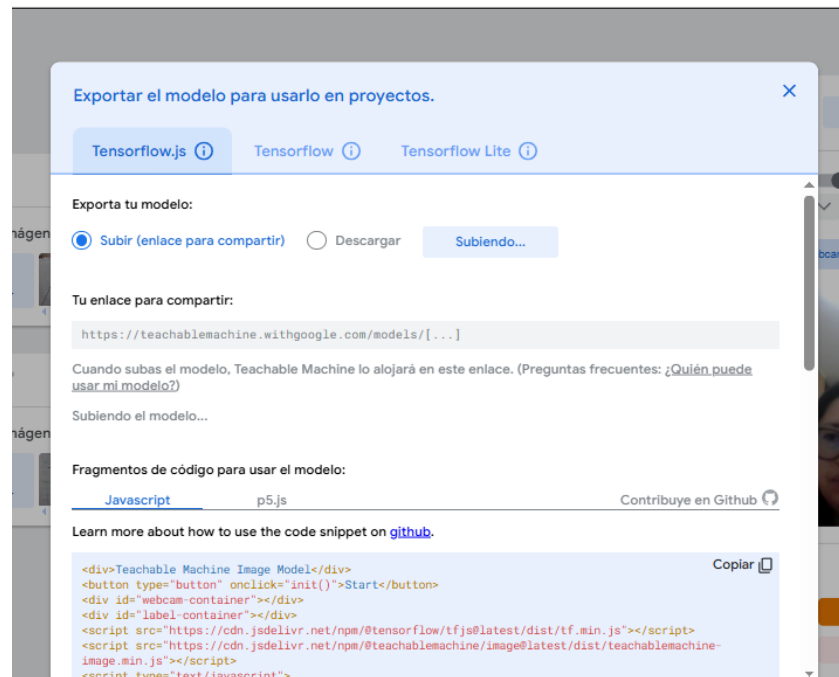 Exportar el modelo para usarlo en proyectos.
Tensorflow.js
Tensorflow
Tensorflow Lite
Exporta tu modelo:
Subir (enlace para compartir)
Descargar
Subiendo...
Tu enlace para compartir:
https://teachablemachine.withgoogle.com/models/[...]
Cuando subas el modelo, Teachable Machine lo alojará en este enlace. (Preguntas frecuentes: ¿Quién puede
usar mi modelo?)
Subiendo el modelo...
Fragmentos de código para usar el modelo:
Javascript
p5.js
Contribuye en Github
Learn more about how to use the code snippet on github.
Copiar
<div>Teachable Machine Image Model</div>
<button type="button" onclick="init()">Start</button>
<div id="webcam-container"></div>
<div id="label-container"></div>
<script src="https://cdn.jsdelivr.net/npm/@tensorflow/tfjs@latest/dist/tf.min.js"></script>
<script src="https://cdn.jsdelivr.net/npm/@teachablemachine/image@latest/dist/teachablemachine-
image.min.js"></script>
<script type="text/javascript">